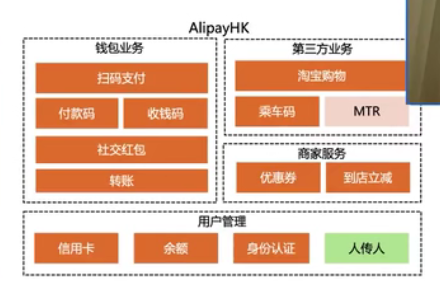 AlipayHK
钱包业务
扫码支付
付款码 收钱码
社交红包
转账
第三方业务
淘宝购物
乘车码 MTR
商家服务
优惠券 到店立减
用户管理
信用卡 余额 身份认证 人传人